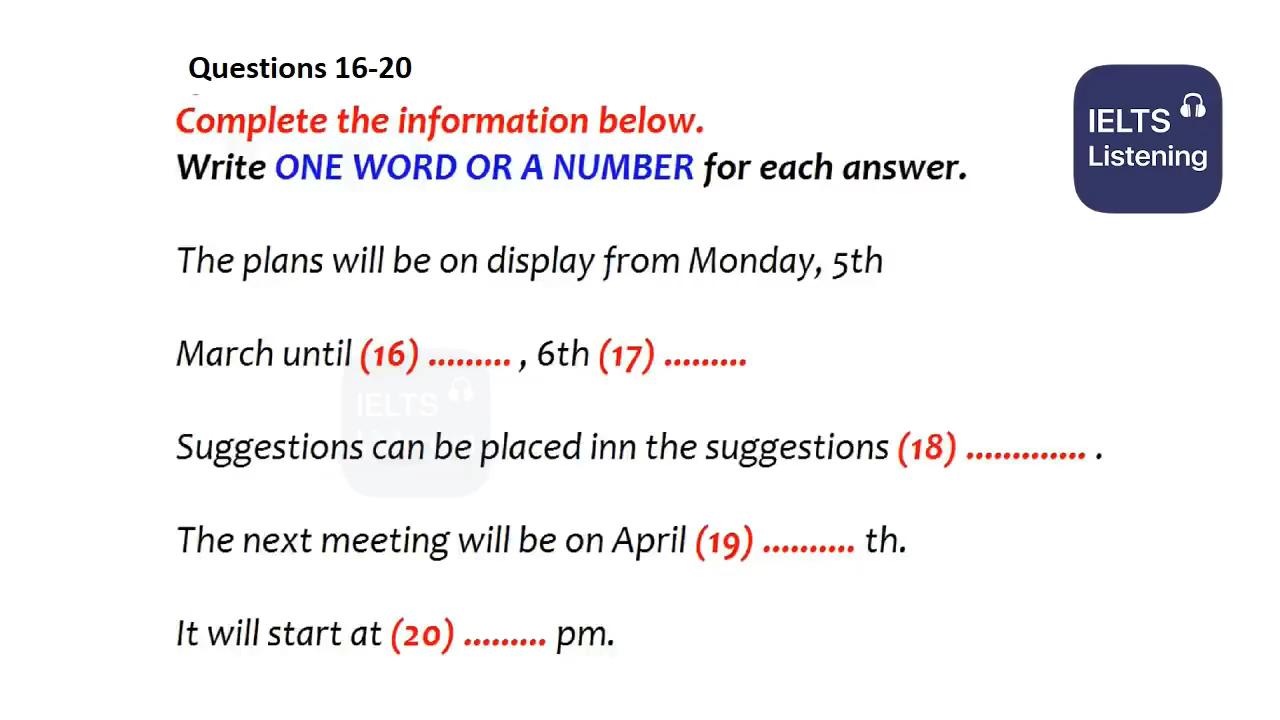 Questions 16-20
Complete the information below.
Write ONE WORD OR A NUMBER for each answer.
IELTS
Listening
The plans will be on display from Monday, 5th
March until (16) ......... , 6th (17) .........
IELTS
Suggestions can be placed inn the suggestions (18) ............. .
The next meeting will be on April (19) .......... th.
It will start at (20) ......... pm.